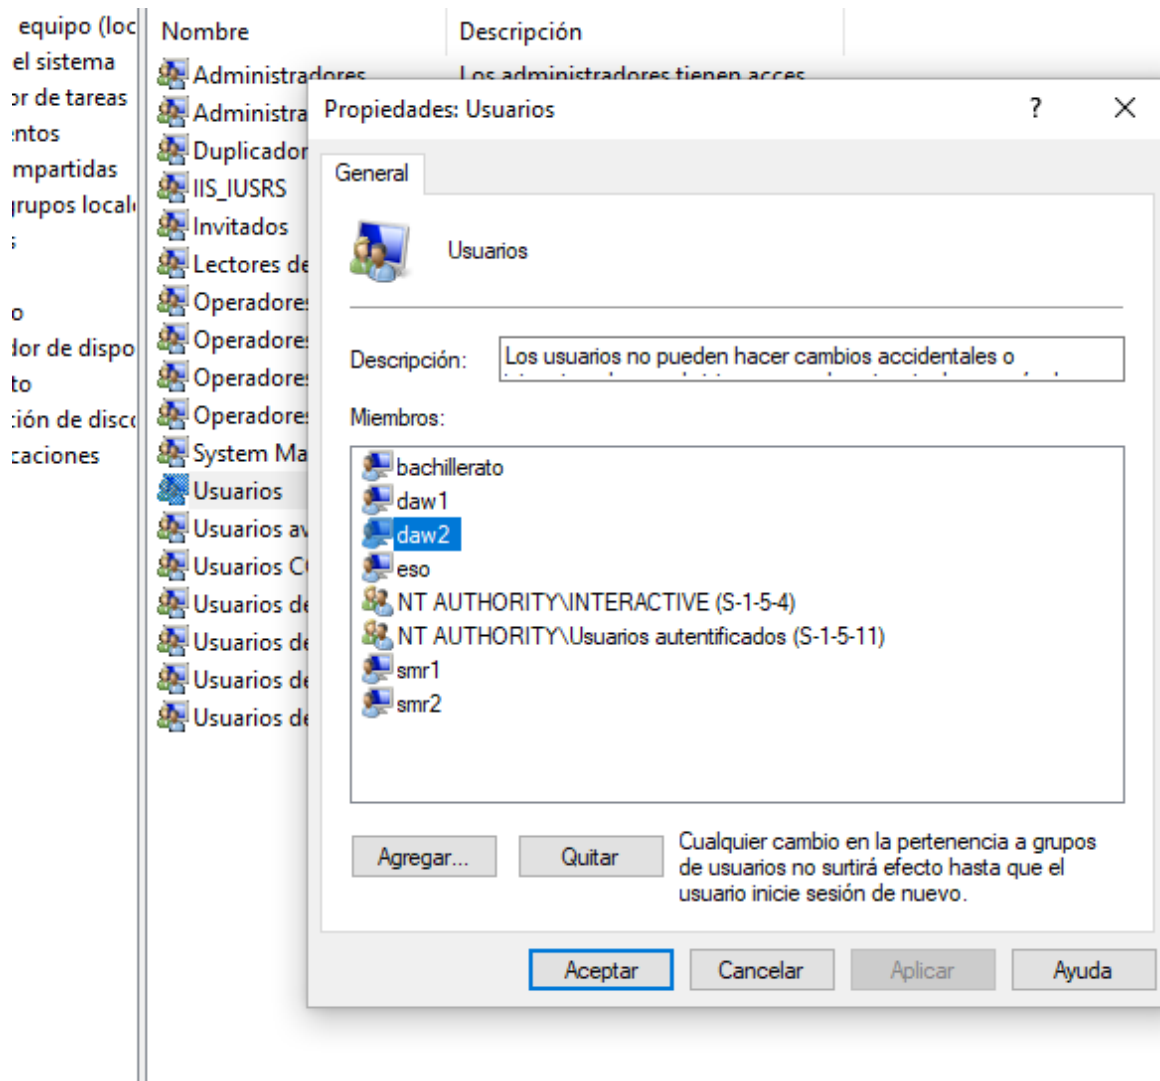 equipo (loc
el sistema
or de tareas
entos
mpartidas
grupos local
s
o
dor de dispo
to
ción de disco
caciones
Nombre
Descripción
Administradores
Los administradores tienen acces
Administra
Duplicador
IIS_IUSRS
Invitados
Lectores de
Operadores
Operadores
Operadores
Operadores
System Ma
Usuarios
Usuarios av
Usuarios C
Usuarios de
Usuarios de
Usuarios de
Usuarios de
Propiedades: Usuarios
?
General
Usuarios
Descripción:
Los usuarios no pueden hacer cambios accidentales o
Miembros:
bachillerato
daw1
daw2
eso
NT AUTHORITY\INTERACTIVE (S-1-5-4)
NT AUTHORITY\Usuarios autentificados (S-1-5-11)
smr1
smr2
Agregar...
Quitar
Cualquier cambio en la pertenencia a grupos
de usuarios no surtirá efecto hasta que el
usuario inicie sesión de nuevo.
Aceptar
Cancelar
Aplicar
Ayuda